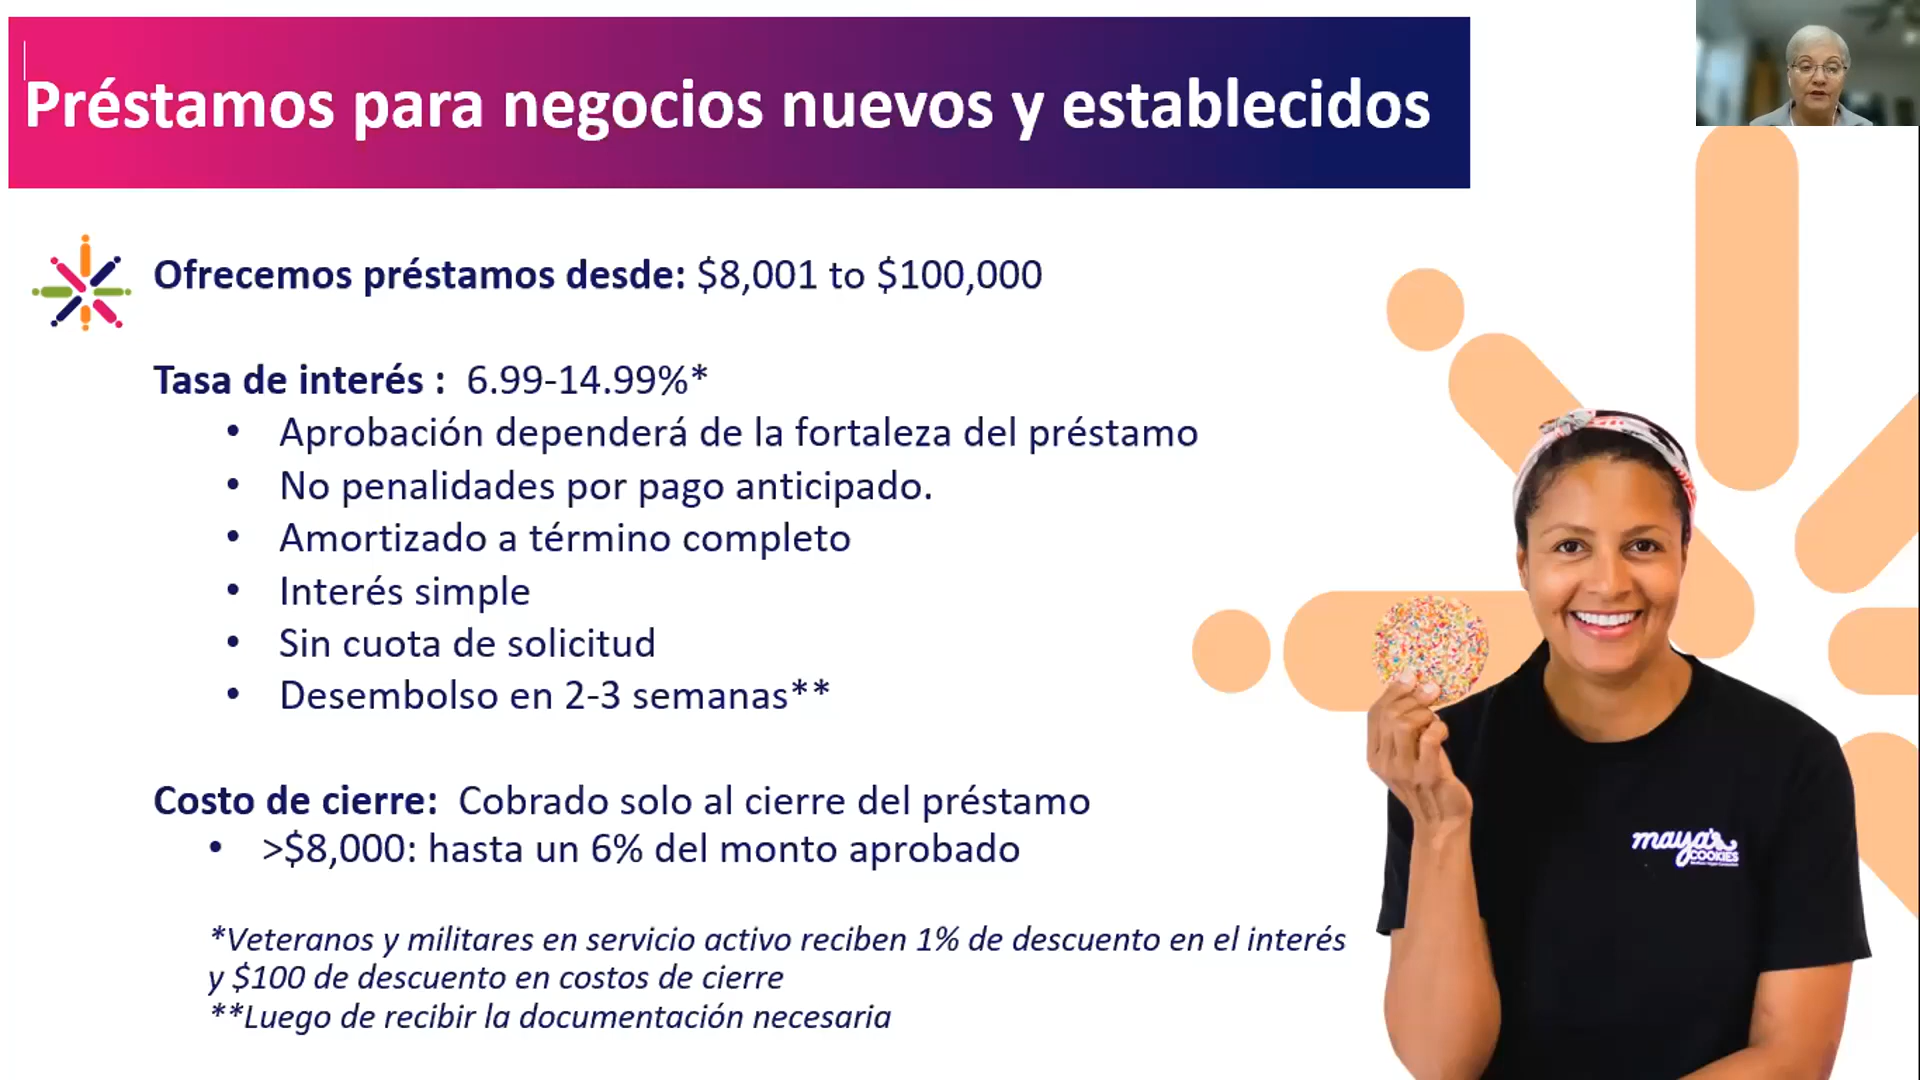 Préstamos para negocios nuevos y establecidos
Ofrecemos préstamos desde: $8,001 to $100,000
Tasa de interés : 6.99-14.99%*
• Aprobación dependerá de la fortaleza del préstamo
• No penalidades por pago anticipado.
• Amortizado a término completo
• Interés simple
• Sin cuota de solicitud
• Desembolso en 2-3 semanas**
Costo de cierre: Cobrado solo al cierre del préstamo
• >$8,000: hasta un 6% del monto aprobado
*Veteranos y militares en servicio activo reciben 1% de descuento en el interés
y $100 de descuento en costos de cierre
**Luego de recibir la documentación necesaria
maya's
COOKIES